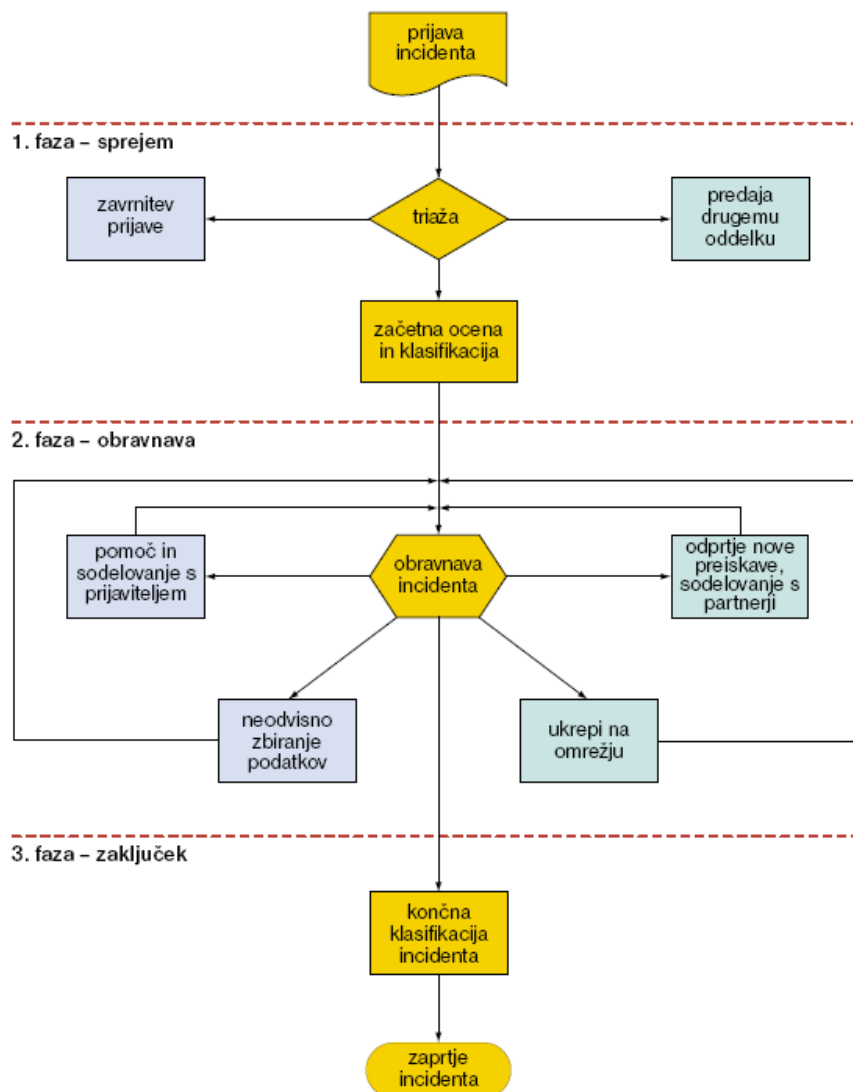 prijava
incidenta
1. faza – sprejem
zavrnitev
prijave
triaža
predaja
drugemu
oddelku
začetna ocena
in klasifikacija
2. faza – obravnava
pomoč in
sodelovanje s
prijaviteljem
obravnava
incidenta
odprtje nove
preiskave,
sodelovanje s
partnerji
neodvisno
zbiranje
podatkov
ukrepi na
omrežju
3. faza – zaključek
končna
klasifikacija
incidenta
zaprtje
incidenta